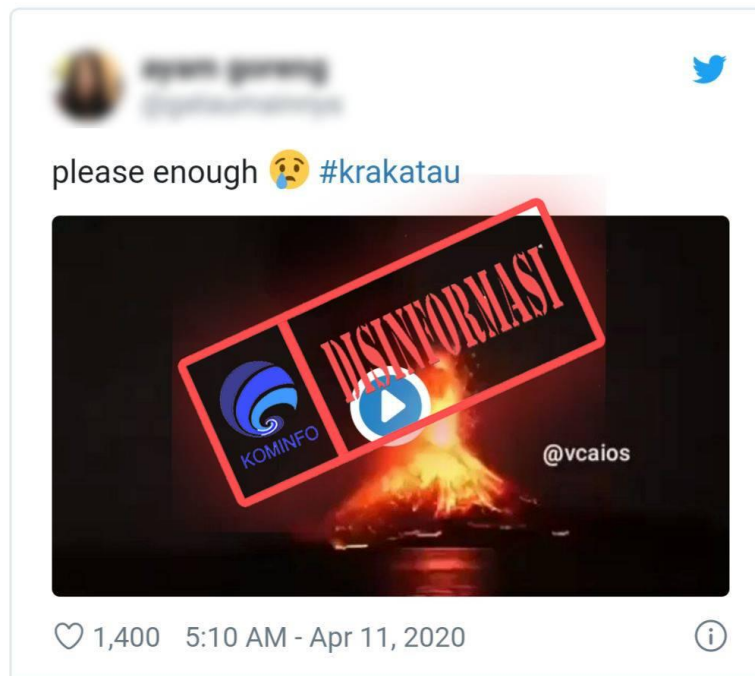 please enough 😢 #krakatau
DISINFORMASI
KOMINFO
@vcaios
1,400 5:10 AM - Apr 11, 2020